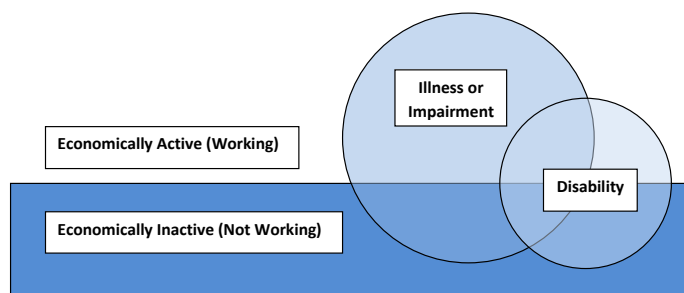 Illness or
Impairment
Economically Active (Working)
Disability
Economically Inactive (Not Working)